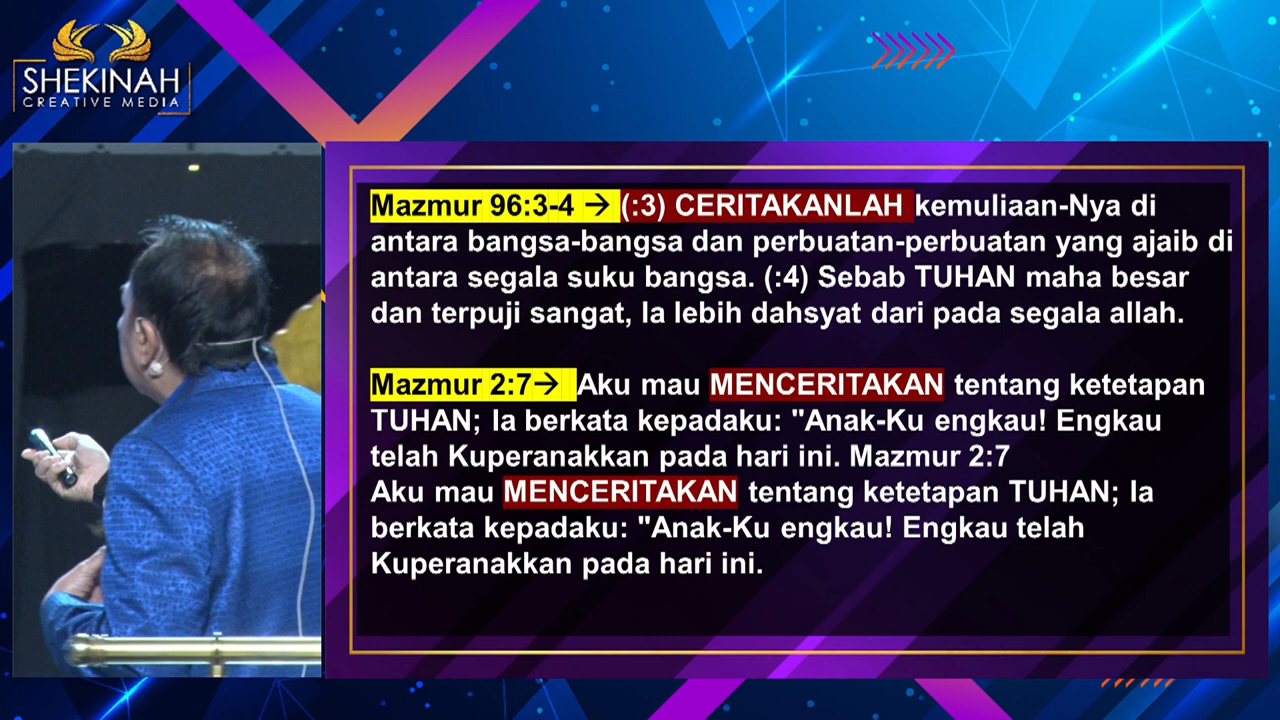 SHEKINAH
CREATIVE MEDIA
Mazmur 96:3-4 → (:3) CERITAKANLAH kemuliaan-Nya di
antara bangsa-bangsa dan perbuatan-perbuatan yang ajaib di
antara segala suku bangsa. (:4) Sebab TUHAN maha besar
dan terpuji sangat, Ia lebih dahsyat dari pada segala allah.
Mazmur 2:7→ Aku mau MENCERITAKAN tentang ketetapan
TUHAN; Ia berkata kepadaku: "Anak-Ku engkau! Engkau
telah Kuperanakkan pada hari ini. Mazmur 2:7
Aku mau MENCERITAKAN tentang ketetapan TUHAN; Ia
berkata kepadaku: "Anak-Ku engkau! Engkau telah
Kuperanakkan pada hari ini.